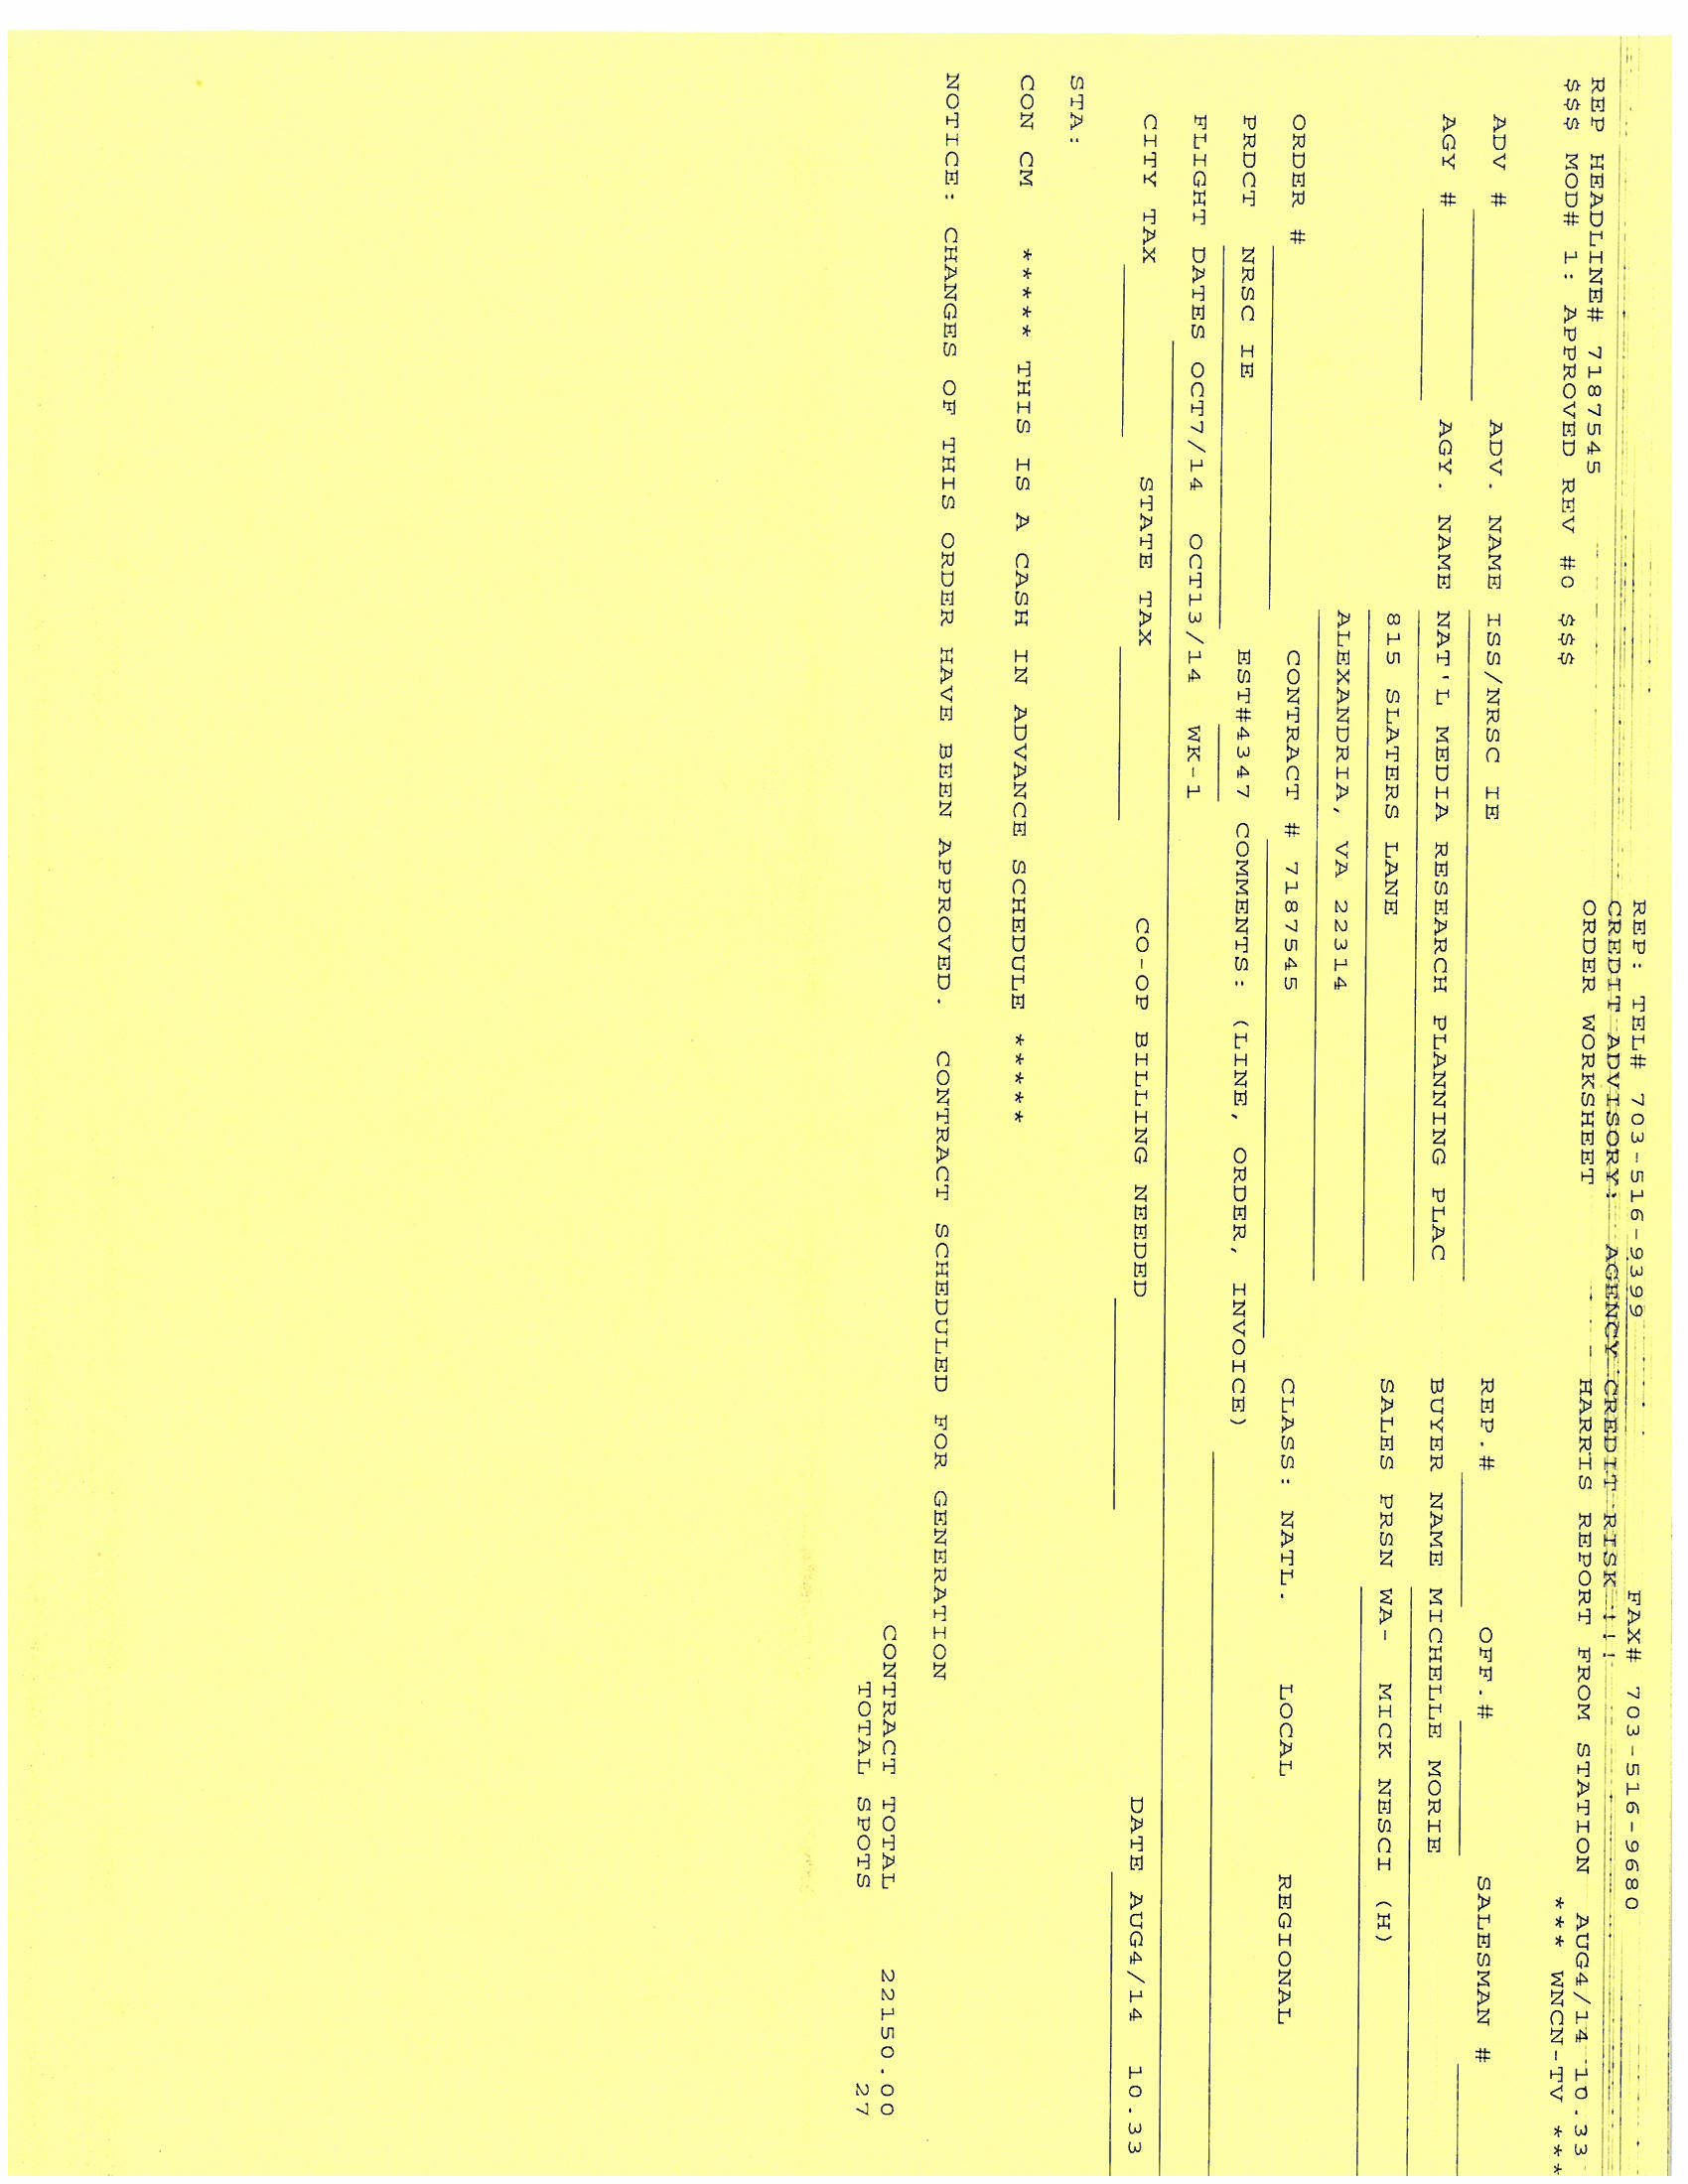 REP: TEL# 703-516-9399 FAX# 703-516-9680
CREDIT ADVISORY: AGENCY CREDIT RISK !!!
REP HEADLINE# 7187545 ORDER WORKSHEET HARRIS REPORT FROM STATION AUG4/14 10.33
$$$ MOD# 1: APPROVED REV #0 $$$ *** WNCN-TV ***
ADV # ADV. NAME ISS/NRSC IE REP.# OFF.# SALESMAN #
AGY # AGY. NAME NAT'L MEDIA RESEARCH PLANNING PLAC BUYER NAME MICHELLE MORIE
815 SLATERS LANE SALES PRSN WA- MICK NESCI (H)
ALEXANDRIA, VA 22314
ORDER # CONTRACT # 7187545 CLASS: NATL. LOCAL REGIONAL
PRDCT NRSC IE EST#4347 COMMENTS: (LINE, ORDER, INVOICE)
FLIGHT DATES OCT7/14 OCT13/14 WK-1
CITY TAX STATE TAX CO-OP BILLING NEEDED DATE AUG4/14 10.33
STA:
CON CM ***** THIS IS A CASH IN ADVANCE SCHEDULE *****
NOTICE: CHANGES OF THIS ORDER HAVE BEEN APPROVED. CONTRACT SCHEDULED FOR GENERATION
CONTRACT TOTAL 22150.00
TOTAL SPOTS 27